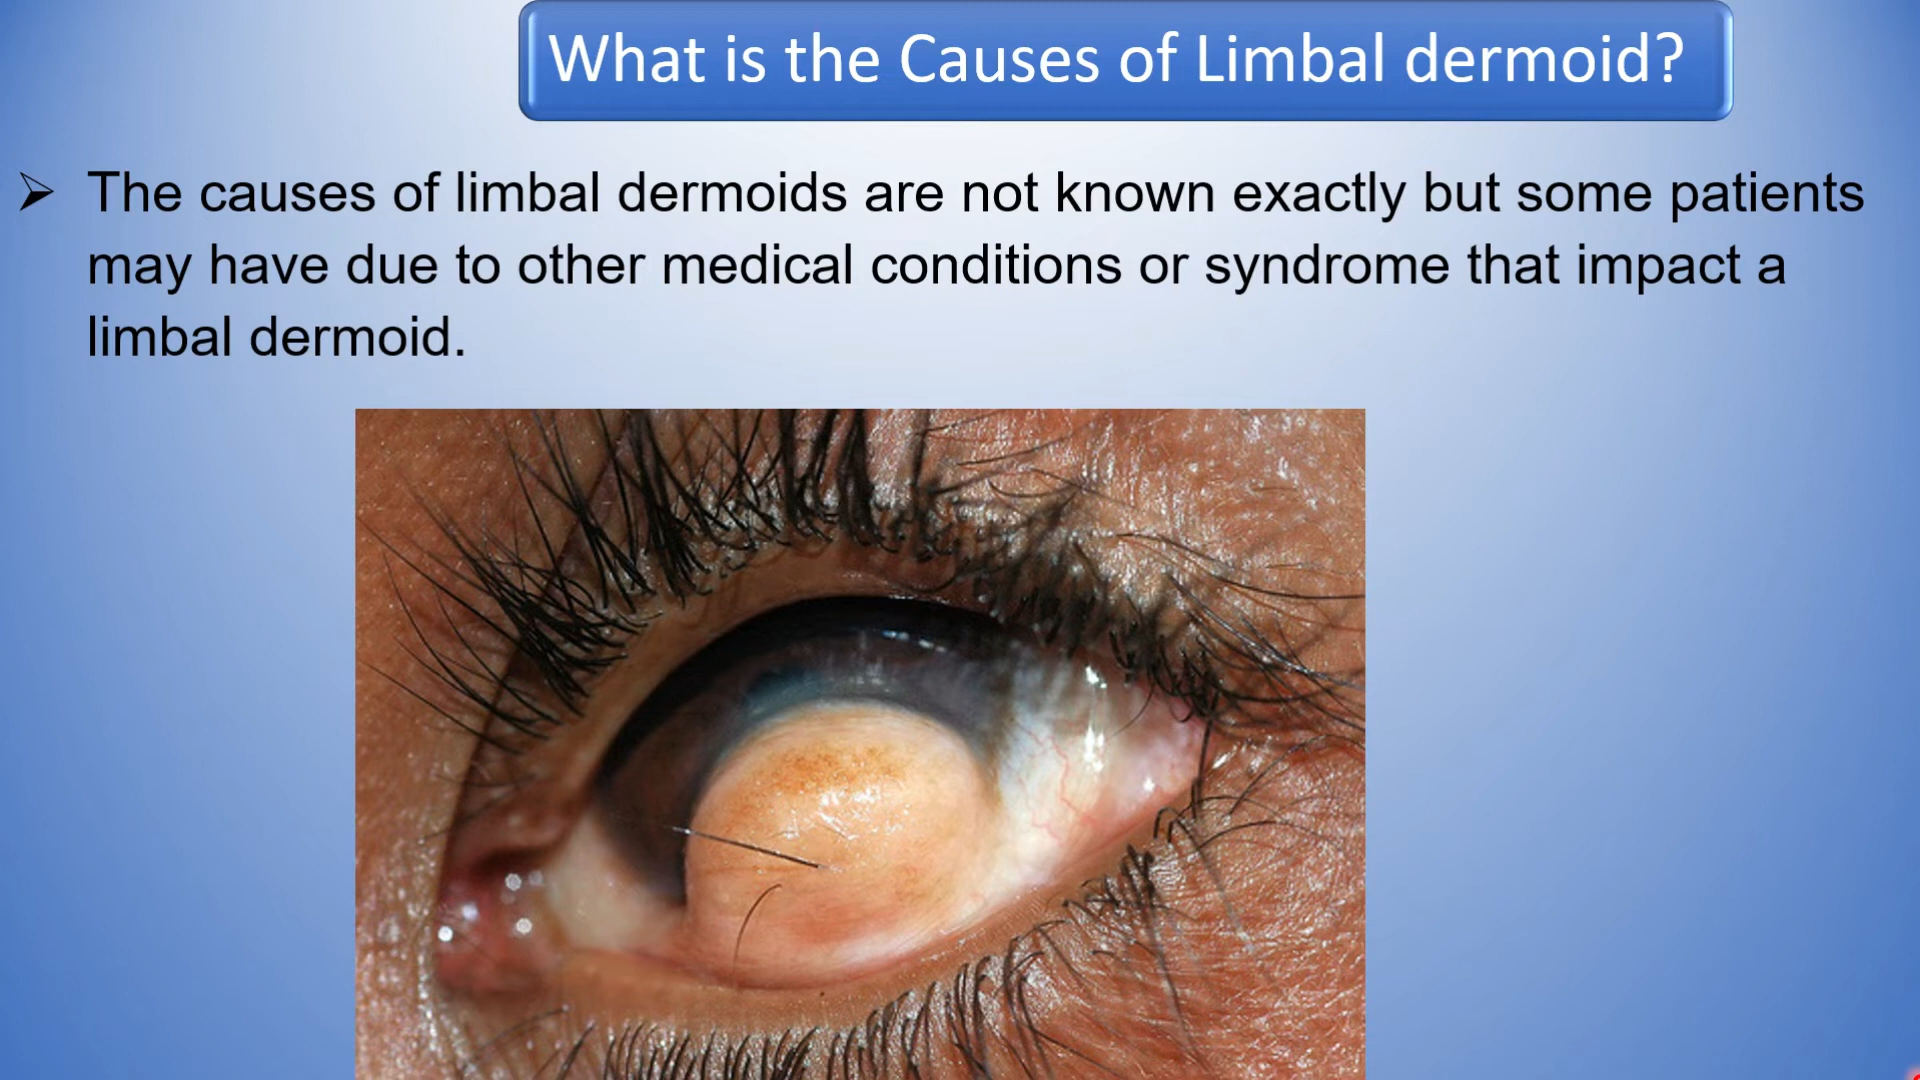 What is the Causes of Limbal dermoid?
The causes of limbal dermoids are not known exactly but some patients
may have due to other medical conditions or syndrome that impact a
limbal dermoid.